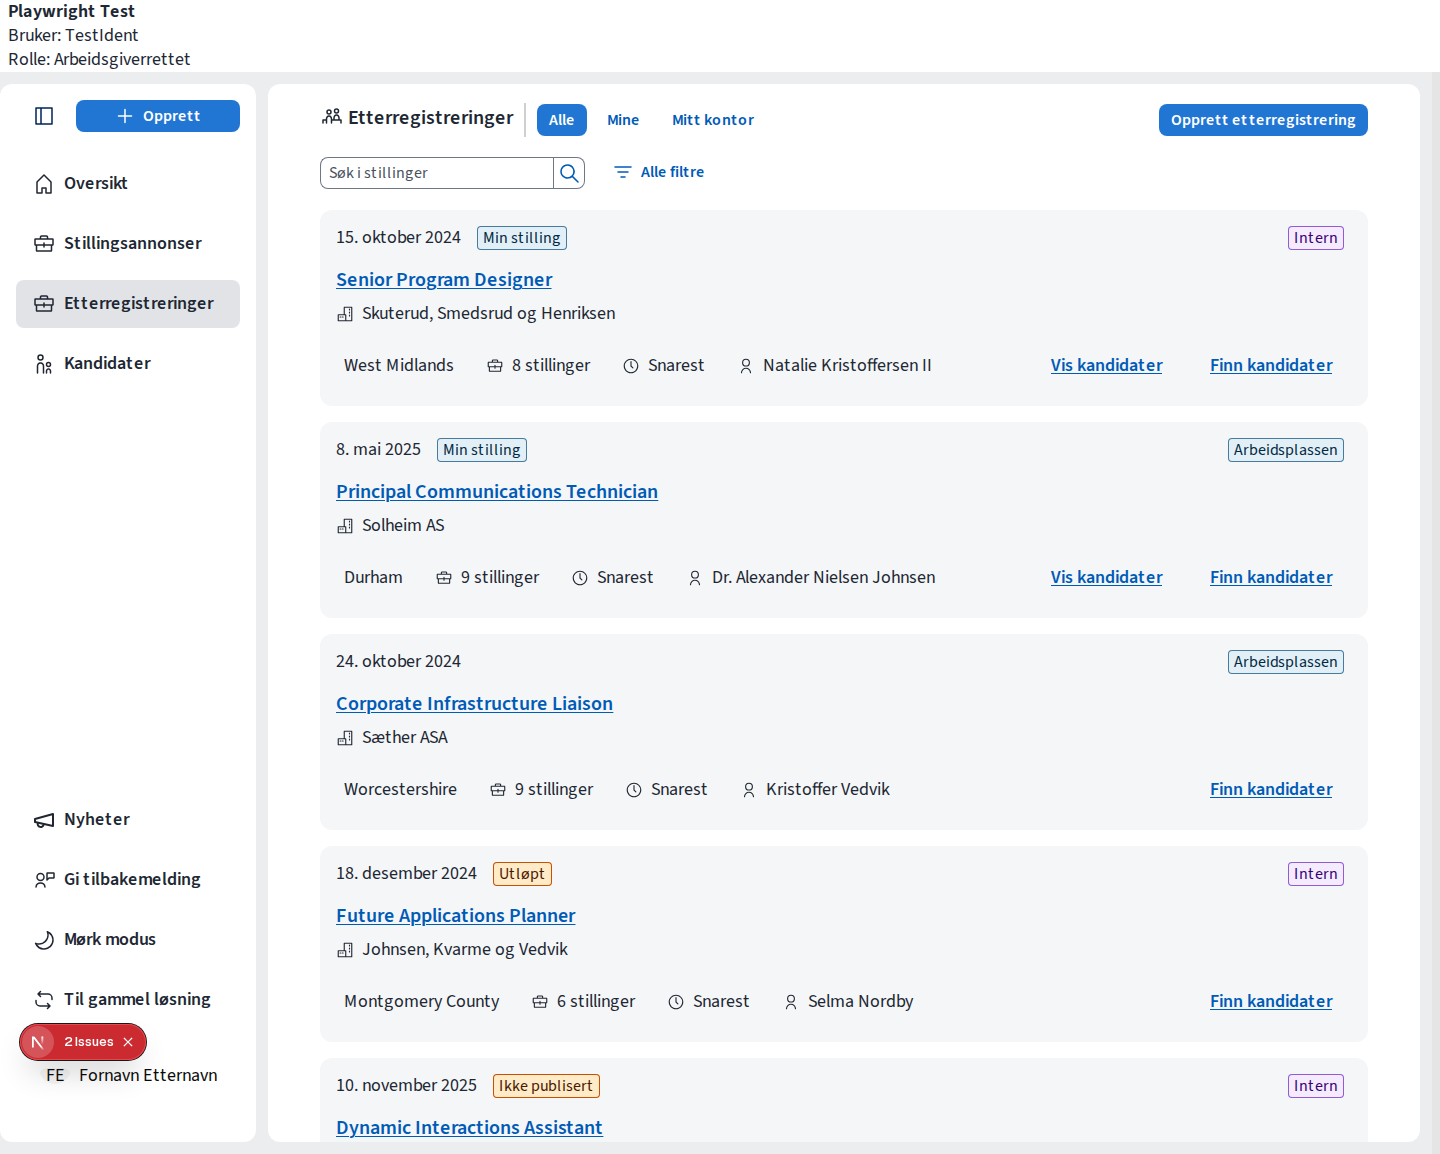 Playwright Test
Bruker: TestIdent
Rolle: Arbeidsgiverrettet
Opprett
Oversikt
Stillingsannonser
Etterregistreringer
Kandidater
Nyheter
Gi tilbakemelding
Mørk modus
Til gammel løsning
2 Issues
FE Fornavn Etternavn
Etterregistreringer Alle Mine Mitt kontor Opprett etterregistrering
Søk i stillinger Alle filtre
15. oktober 2024 Min stilling Intern
Senior Program Designer
Skuterud, Smedsrud og Henriksen
West Midlands 8 stillinger Snarest Natalie Kristoffersen II Vis kandidater Finn kandidater
8. mai 2025 Min stilling Arbeidsplassen
Principal Communications Technician
Solheim AS
Durham 9 stillinger Snarest Dr. Alexander Nielsen Johnsen Vis kandidater Finn kandidater
24. oktober 2024 Arbeidsplassen
Corporate Infrastructure Liaison
Sæther ASA
Worcestershire 9 stillinger Snarest Kristoffer Vedvik Finn kandidater
18. desember 2024 Utløpt Intern
Future Applications Planner
Johnsen, Kvarme og Vedvik
Montgomery County 6 stillinger Snarest Selma Nordby Finn kandidater
10. november 2025 Ikke publisert Intern
Dynamic Interactions Assistant